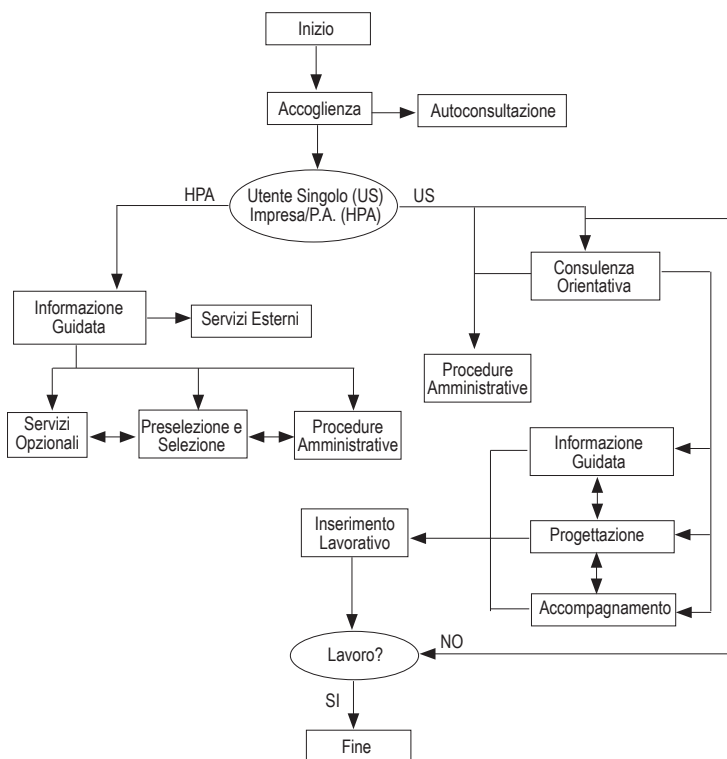 Inizio
Accoglienza
Autoconsultazione
HPA
Utente Singolo (US)
Impresa/P.A. (HPA)
US
Consulenza
Orientativa
Informazione
Guidata
Servizi Esterni
Procedure
Amministrative
Servizi
Opzionali
Preselezione e
Selezione
Procedure
Amministrative
Informazione
Guidata
Inserimento
Lavorativo
Progettazione
Accompagnamento
Lavoro?
NO
SI
Fine